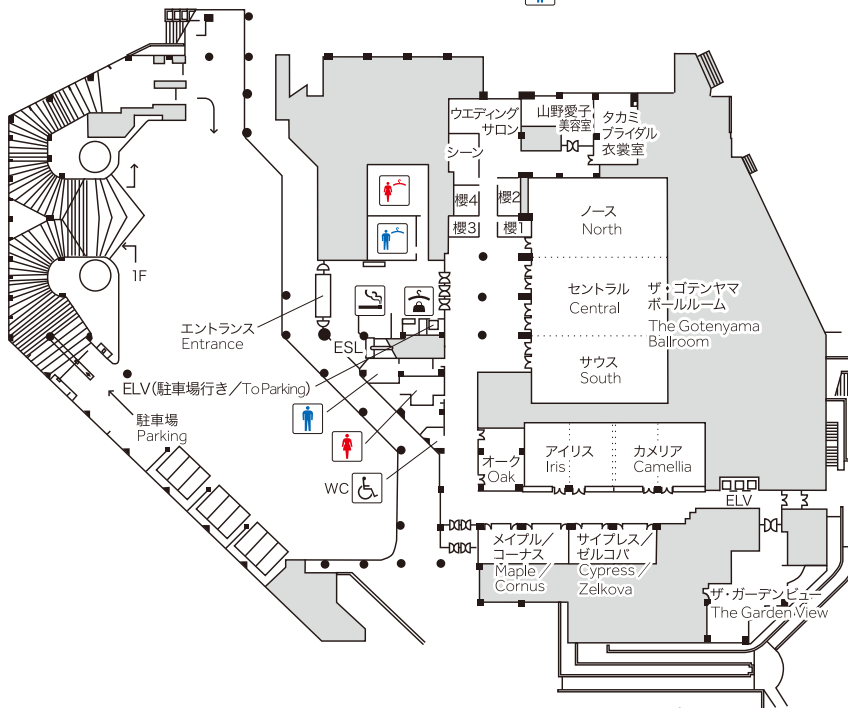 ウエディング
サロン
山野愛子
美容室
タカミ
ブライダル
衣裳室
シーン
櫻4
櫻2
櫻3
櫻1
ノース
North
1F
セントラル
Central
ザ・ゴテンヤマ
ボールルーム
The Gotenyama
Ballroom
エントランス
Entrance
ESL
サウス
South
ELV(駐車場行き/To Parking)
駐車場
Parking
オーク
Oak
アイリス
Iris
カメリア
Camellia
WC
ELV
メイプル/
コーナス
Maple/
Cornus
サイプレス/
ゼルコバ
Cypress/
Zelkova
ザ・ガーデンビュー
The Garden View